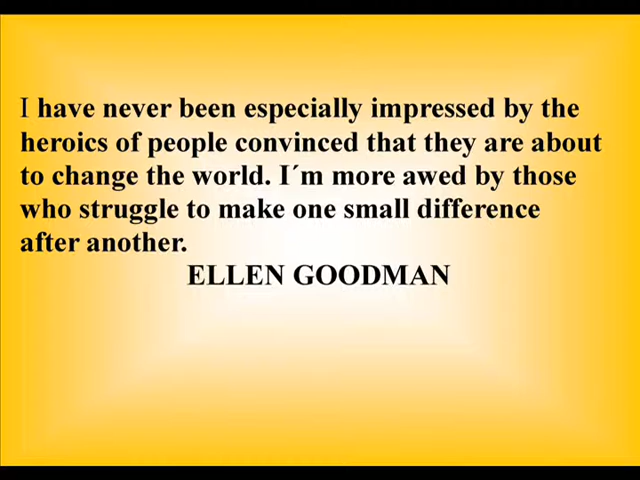 I have never been especially impressed by the
heroics of people convinced that they are about
to change the world. I´m more awed by those
who struggle to make one small difference
after another.
ELLEN GOODMAN